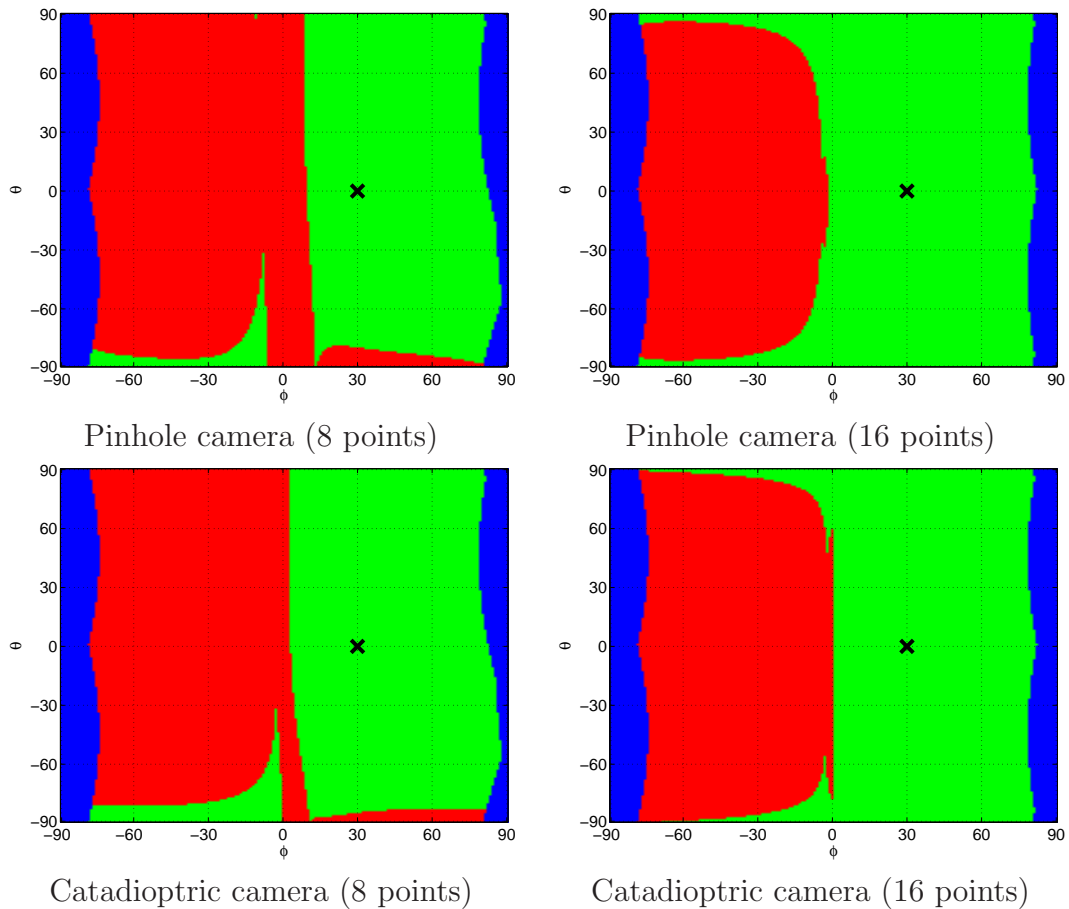 90
60
30
0
−30
−60
−90
θ
−90 −60 −30 0 30 60 90
ϕ
Pinhole camera (8 points)
90
60
30
0
−30
−60
−90
θ
−90 −60 −30 0 30 60 90
ϕ
Pinhole camera (16 points)
90
60
30
0
−30
−60
−90
θ
−90 −60 −30 0 30 60 90
ϕ
Catadioptric camera (8 points)
90
60
30
0
−30
−60
−90
θ
−90 −60 −30 0 30 60 90
ϕ
Catadioptric camera (16 points)